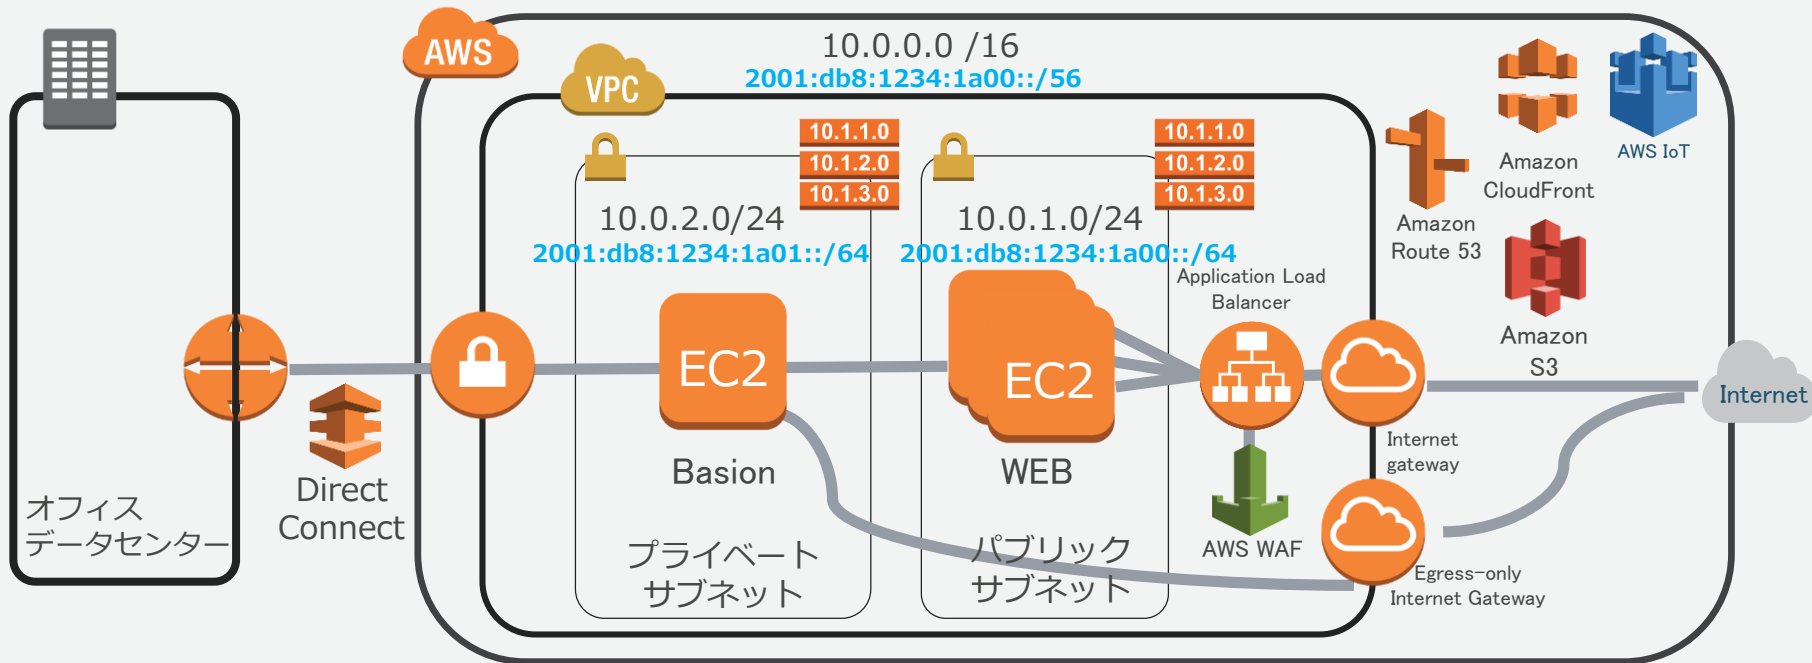 AWS
10.0.0.0 /16
2001:db8:1234:1a00::/56
VPC
10.1.1.0
10.1.2.0
10.1.3.0
10.1.1.0
10.1.2.0
10.1.3.0
10.0.2.0/24
2001:db8:1234:1a01::/64
10.0.1.0/24
2001:db8:1234:1a00::/64
Amazon
Route 53
Amazon
CloudFront
AWS IoT
Amazon
S3
Application Load
Balancer
EC2
EC2
Basion
WEB
Internet
gateway
Internet
オフィス
データセンター
Direct
Connect
プライベート
サブネット
パブリック
サブネット
AWS WAF
Egress-only
Internet Gateway